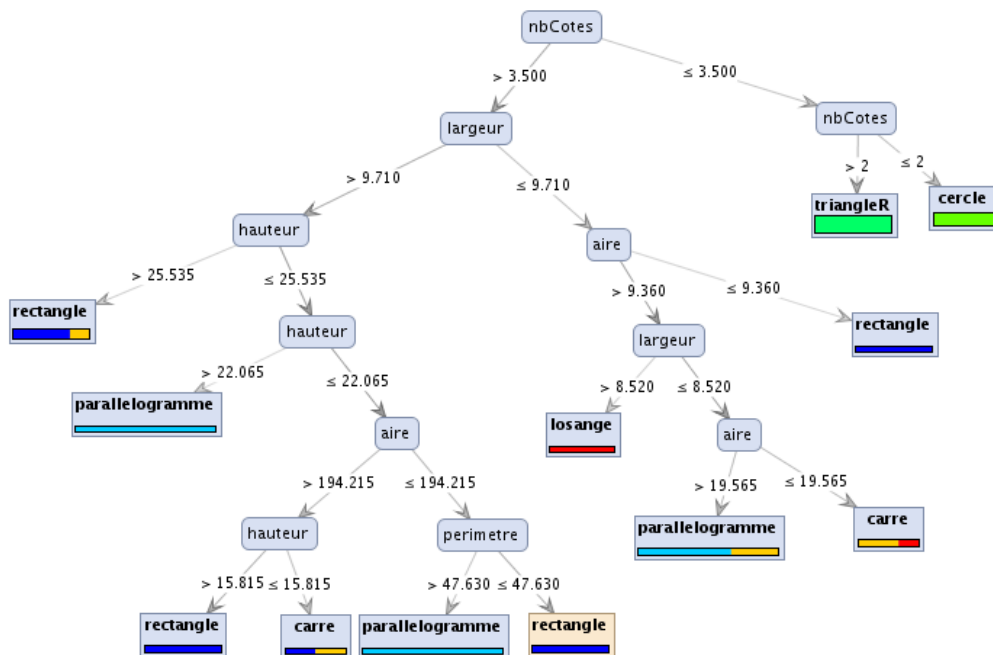 nbCotes
> 3.500
≤ 3.500
largeur
nbCotes
> 9.710
≤ 9.710
> 2
≤ 2
triangleR
cercle
hauteur
aire
> 25.535
≤ 25.535
> 9.360
≤ 9.360
rectangle
hauteur
largeur
rectangle
> 22.065
≤ 22.065
> 8.520
≤ 8.520
parallelogramme
aire
losange
aire
> 194.215
≤ 194.215
> 19.565
≤ 19.565
hauteur
perimetre
parallelogramme
carre
> 15.815
≤ 15.815
> 47.630
≤ 47.630
rectangle
carre
parallelogramme
rectangle